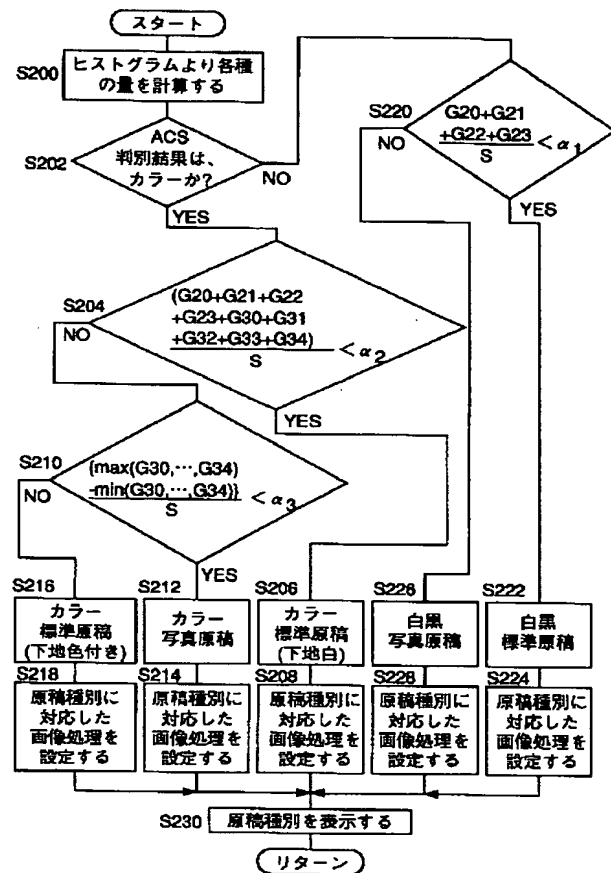 スタート
S200
ヒストグラムより各種
の量を計算する
S202
ACS
判別結果は、
カラーか?
NO
YES
S220
G20+G21
+G22+G23
S
<α1
NO
YES
S204
(G20+G21+G22
+G23+G30+G31
+G32+G33+G34)
S
<α2
NO
YES
S210
{max(G30,…,G34)
-min(G30,…,G34)}
S
<α3
NO
YES
S216
カラー
標準原稿
(下地色付き)
S212
カラー
写真原稿
S206
カラー
標準原稿
(下地白)
S226
白黒
写真原稿
S222
白黒
標準原稿
S218
原稿種別に
対応した
画像処理を
設定する
S214
原稿種別に
対応した
画像処理を
設定する
S208
原稿種別に
対応した
画像処理を
設定する
S228
原稿種別に
対応した
画像処理を
設定する
S224
原稿種別に
対応した
画像処理を
設定する
S230
原稿種別を表示する
リターン